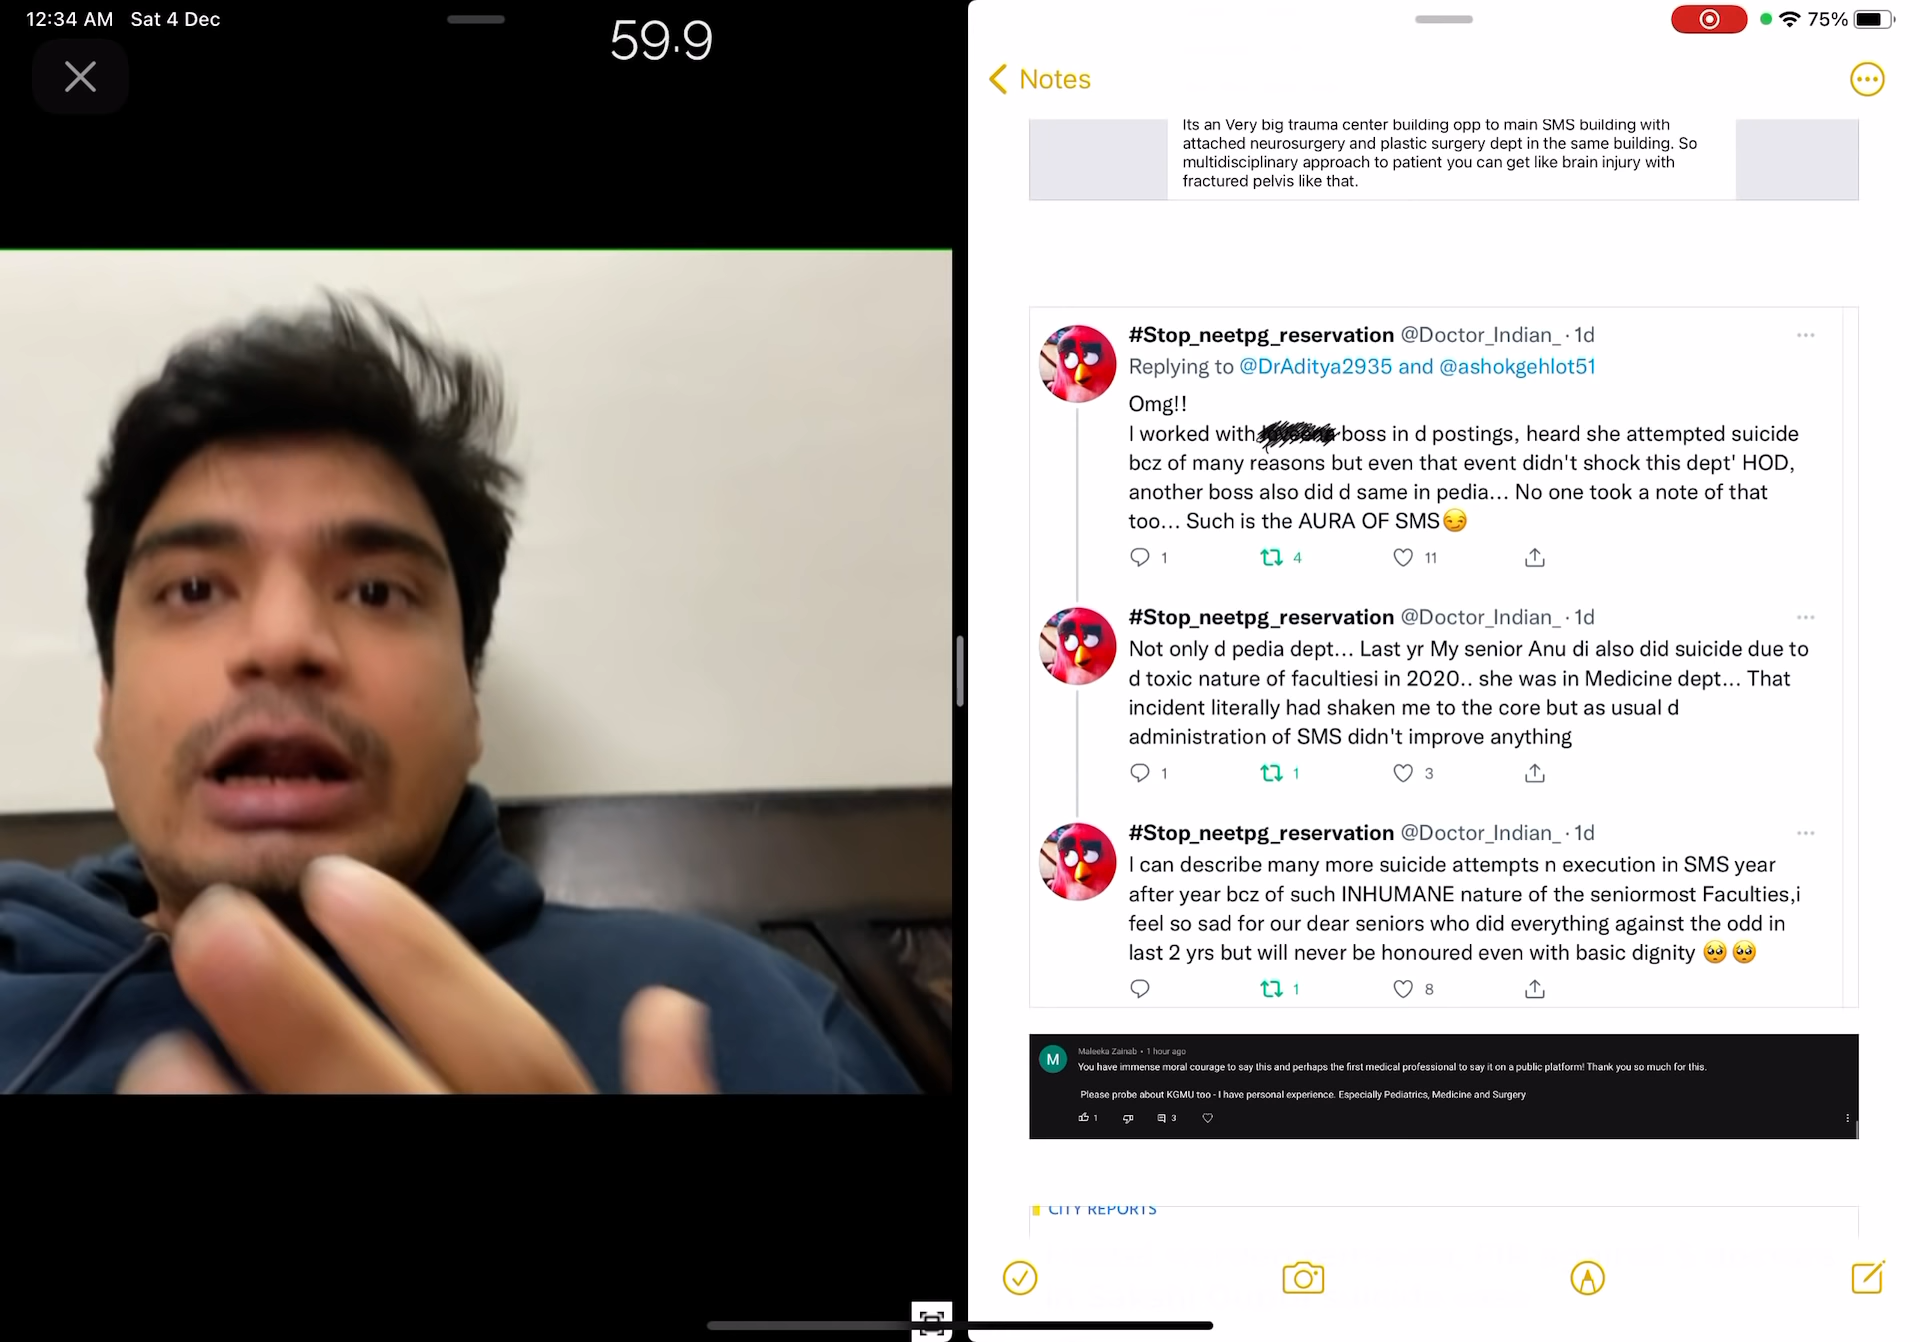 12:34 AM Sat 4 Dec
59.9
75%
Notes
Its an Very big trauma center building opp to main SMS building with
attached neurosurgery and plastic surgery dept in the same building. So
multidisciplinary approach to patient you can get like brain injury with
fractured pelvis like that.
#Stop_neetpg_reservation @Doctor_Indian_ · 1d
Replying to @DrAditya2935 and @ashokgehlot51
Omg!!
I worked with boss in d postings, heard she attempted suicide
bcz of many reasons but even that event didn't shock this dept' HOD,
another boss also did d same in pedia... No one took a note of that
too... Such is the AURA OF SMS😏
1 4 11
#Stop_neetpg_reservation @Doctor_Indian_ · 1d
Not only d pedia dept... Last yr My senior Anu di also did suicide due to
d toxic nature of facultiesi in 2020.. she was in Medicine dept... That
incident literally had shaken me to the core but as usual d
administration of SMS didn't improve anything
1 1 3
#Stop_neetpg_reservation @Doctor_Indian_ · 1d
I can describe many more suicide attempts n execution in SMS year
after year bcz of such INHUMANE nature of the seniormost Faculties,i
feel so sad for our dear seniors who did everything against the odd in
last 2 yrs but will never be honoured even with basic dignity 🥺 🥺
1 8
M
Maleeka Zainab • 1 hour ago
You have immense moral courage to say this and perhaps the first medical professional to say it on a public platform! Thank you so much for this.
Please probe about KGMU too - I have personal experience. Especially Pediatrics, Medicine and Surgery
1 3
CITY REPORTS